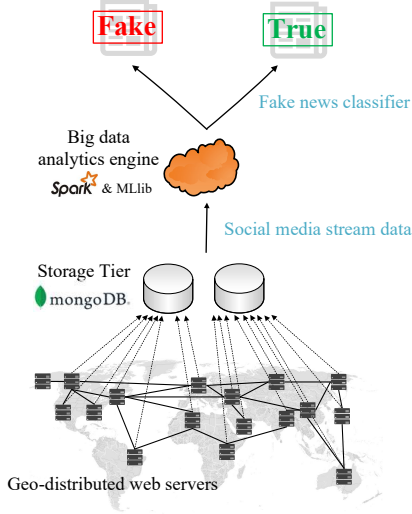 Fake
True
Fake news classifier
Big data
analytics engine
Spark & MLlib
Social media stream data
Storage Tier
mongoDB.
Geo-distributed web servers